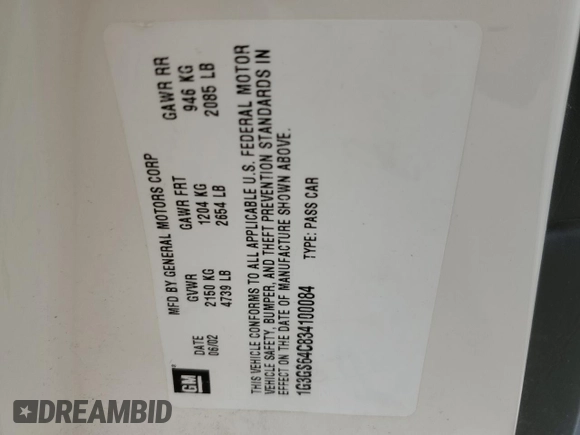 MFD BY GENERAL MOTORS CORP
DATE GVWR GAWR FRT GAWR RR
06/02 2150 KG 1204 KG 946 KG
4739 LB 2654 LB 2085 LB
THIS VEHICLE CONFORMS TO ALL APPLICABLE U.S. FEDERAL MOTOR
VEHICLE SAFETY, BUMPER, AND THEFT PREVENTION STANDARDS IN
EFFECT ON THE DATE OF MANUFACTURE SHOWN ABOVE.
1G3GS64C834100084 TYPE: PASS CAR
GM
DREAMBID